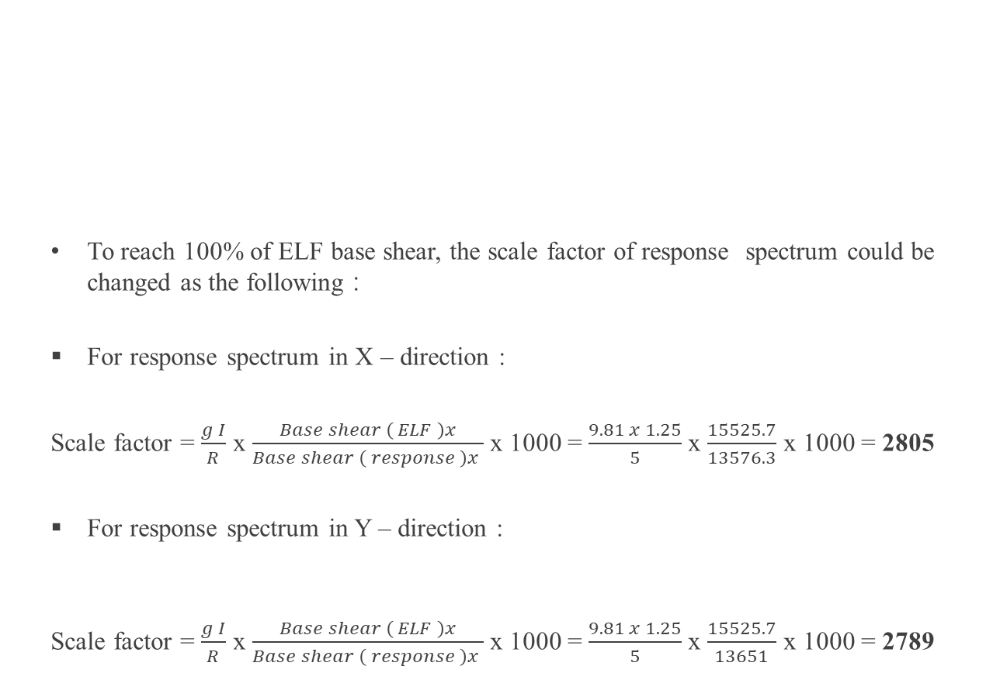 • To reach 100% of ELF base shear, the scale factor of response spectrum could be
changed as the following :
▪ For response spectrum in X – direction :
Scale factor = \frac{g I}{R} x \frac{Base shear ( ELF )x}{Base shear ( response )x} x 1000 = \frac{9.81 x 1.25}{5} x \frac{15525.7}{13576.3} x 1000 = 2805
▪ For response spectrum in Y – direction :
Scale factor = \frac{g I}{R} x \frac{Base shear ( ELF )x}{Base shear ( response )x} x 1000 = \frac{9.81 x 1.25}{5} x \frac{15525.7}{13651} x 1000 = 2789